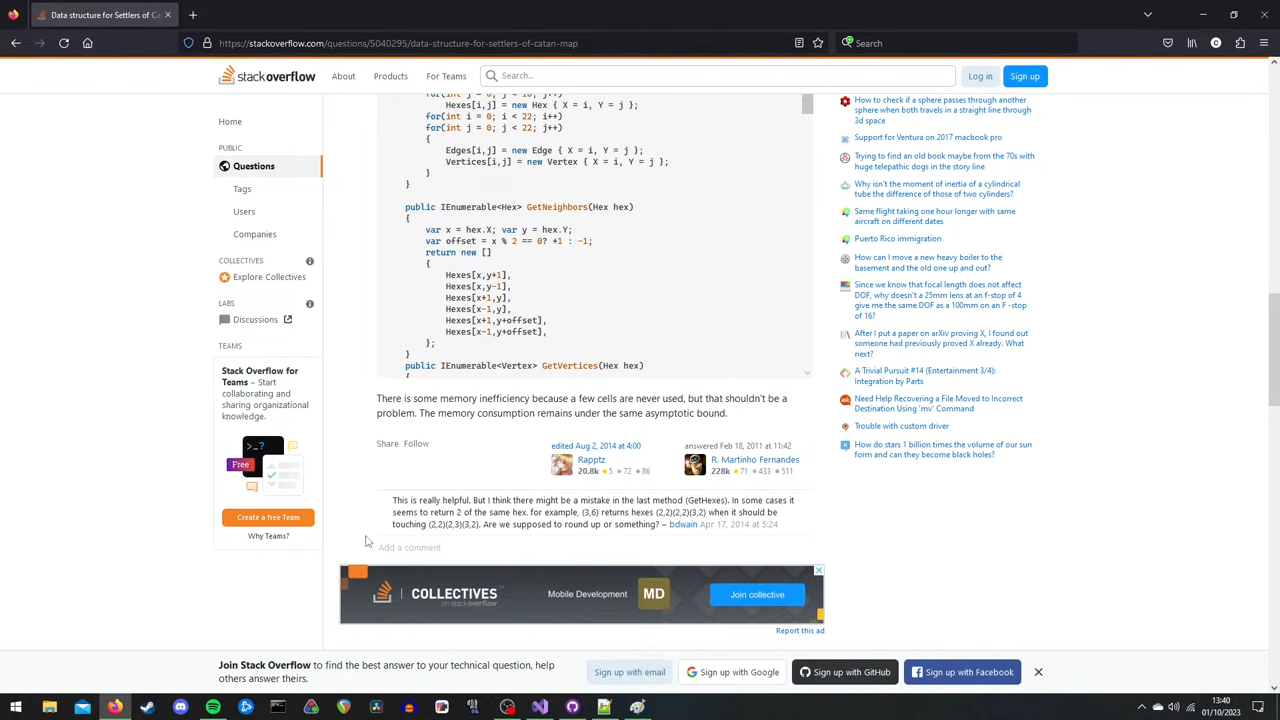 Data structure for Settlers of Cat
https://stackoverflow.com/questions/5040295/data-structure-for-settlers-of-catan-map
Search
stackoverflow
About
Products
For Teams
Search...
Log in
Sign up
Home
PUBLIC
Questions
Tags
Users
Companies
COLLECTIVES
Explore Collectives
LABS
Discussions
TEAMS
Stack Overflow for
Teams – Start
collaborating and
sharing organizational
knowledge.
Free
Create a free Team
Why Teams?
for(int j = 0; j < 16; j++)
Hexes[i,j] = new Hex { X = i, Y = j };
for(int i = 0; i < 22; i++)
for(int j = 0; j < 22; j++)
{
Edges[i,j] = new Edge { X = i, Y = j };
Vertices[i,j] = new Vertex { X = i, Y = j };
}
}
public IEnumerable<Hex> GetNeighbors(Hex hex)
{
var x = hex.X; var y = hex.Y;
var offset = x % 2 == 0? +1 : -1;
return new []
{
Hexes[x,y+1],
Hexes[x,y-1],
Hexes[x+1,y],
Hexes[x-1,y],
Hexes[x+1,y+offset],
Hexes[x-1,y+offset],
};
}
public IEnumerable<Vertex> GetVertices(Hex hex)
{
There is some memory inefficiency because a few cells are never used, but that shouldn't be a
problem. The memory consumption remains under the same asymptotic bound.
Share Follow
edited Aug 2, 2014 at 4:00
Rapptz
20.8k 5 72 86
answered Feb 18, 2011 at 11:42
R. Martinho Fernandes
228k 71 433 511
This is really helpful. But I think there might be a mistake in the last method (GetHexes). In some cases it
seems to return 2 of the same hex. for example, (3,6) returns hexes (2,2)(2,2)(3,2) when it should be
touching (2,2)(2,3)(3,2). Are we supposed to round up or something? – bdwain Apr 17, 2014 at 5:24
Add a comment
COLLECTIVES
on stackoverflow
Mobile Development
MD
Join collective
Report this ad
How to check if a sphere passes through another
sphere when both travels in a straight line through
3d space
Support for Ventura on 2017 macbook pro
Trying to find an old book maybe from the 70s with
huge telepathic dogs in the story line
Why isn't the moment of inertia of a cylindrical
tube the difference of those of two cylinders?
Same flight taking one hour longer with same
aircraft on different dates
Puerto Rico immigration
How can I move a new heavy boiler to the
basement and the old one up and out?
Since we know that focal length does not affect
DOF, why doesn't a 25mm lens at an f-stop of 4
give me the same DOF as a 100mm on an F -stop
of 16?
After I put a paper on arXiv proving X, I found out
someone had previously proved X already. What
next?
A Trivial Pursuit #14 (Entertainment 3/4):
Integration by Parts
Need Help Recovering a File Moved to Incorrect
Destination Using 'mv' Command
Trouble with custom driver
How do stars 1 billion times the volume of our sun
form and can they become black holes?
Join Stack Overflow to find the best answer to your technical question, help
others answer theirs.
Sign up with email
Sign up with Google
Sign up with GitHub
Sign up with Facebook
13:40
01/10/2023